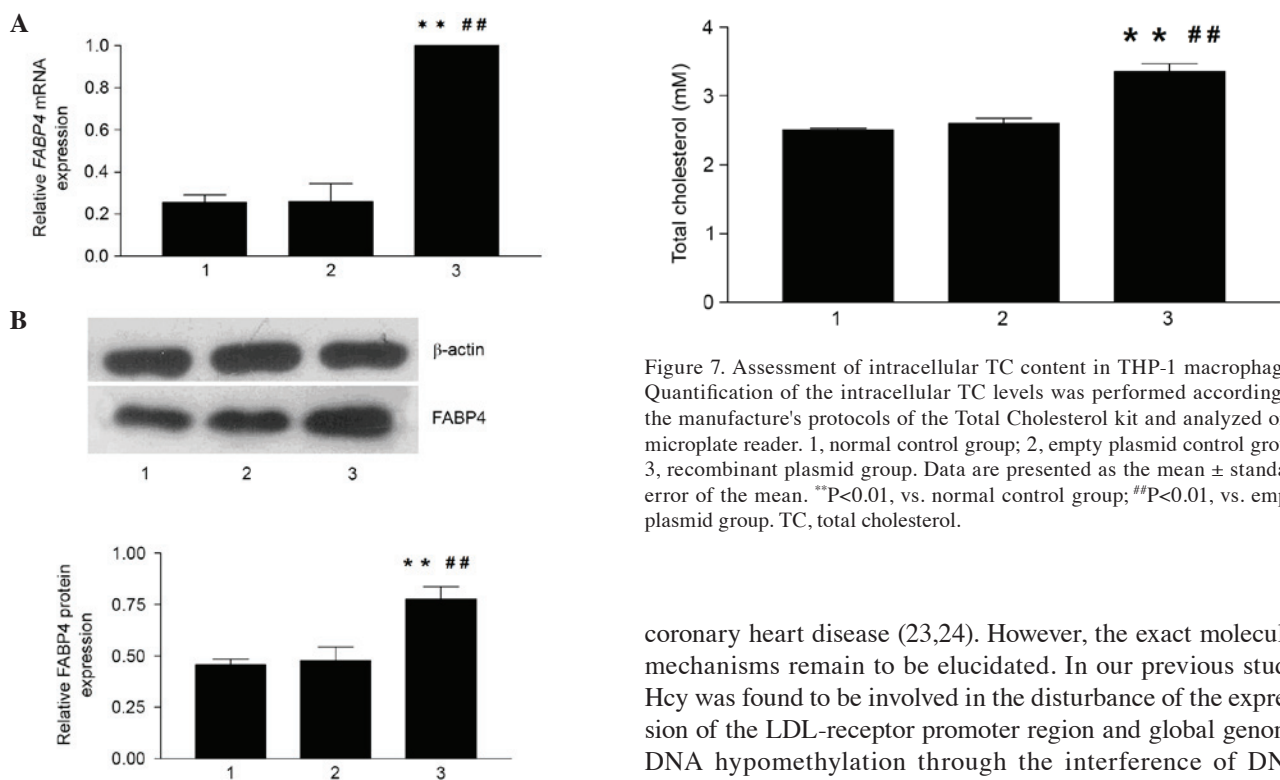 A
** ##
Relative FABP4 mRNA
expression
1.0
0.8
0.6
0.4
0.2
0.0
1 2 3
B
β-actin
FABP4
1 2 3
** ##
Relative FABP4 protein
expression
1.00
0.75
0.50
0.25
0.00
1 2 3
** ##
Total cholesterol (mM)
4
3
2
1
0
1 2 3
Figure 7. Assessment of intracellular TC content in THP-1 macrophag
Quantification of the intracellular TC levels was performed according
the manufacture's protocols of the Total Cholesterol kit and analyzed o
microplate reader. 1, normal control group; 2, empty plasmid control grou
3, recombinant plasmid group. Data are presented as the mean ± standa
error of the mean. **P<0.01, vs. normal control group; ##P<0.01, vs. emp
plasmid group. TC, total cholesterol.
coronary heart disease (23,24). However, the exact molecul
mechanisms remain to be elucidated. In our previous stud
Hcy was found to be involved in the disturbance of the expre
sion of the LDL-receptor promoter region and global genom
DNA hypomethylation through the interference of DN